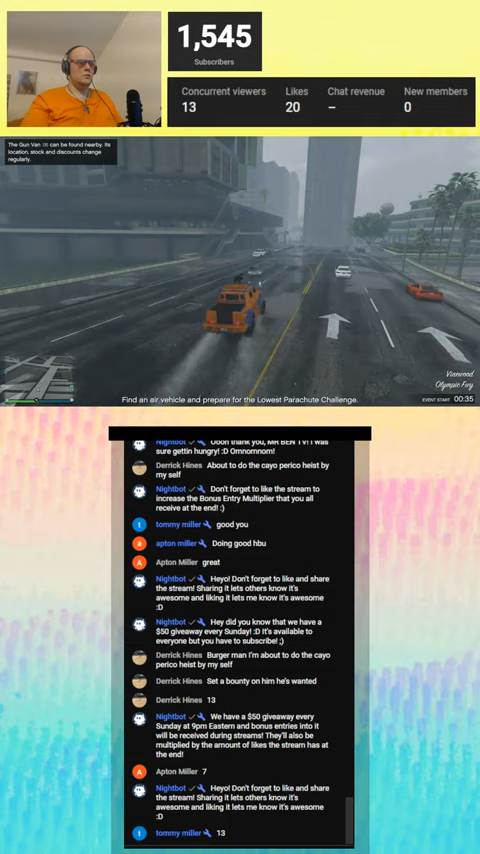 1,545
Subscribers
Concurrent viewers
13
Likes
20
Chat revenue
–
New members
0
The Gun Van can be found nearby. Its
location, stock and discounts change
regularly.
Vinewood
Olympic Fwy
Find an air vehicle and prepare for the Lowest Parachute Challenge.
EVENT START 00:35
Nightbot Ooon thank you, MR BEN TV! I was
sure gettin hungry! :D Omnomnom!
Derrick Hines About to do the cayo perico heist by
my self
Nightbot Don't forget to like the stream to
increase the Bonus Entry Multiplier that you all
receive at the end! :)
tommy miller good you
apton miller Doing good hbu
Apton Miller great
Nightbot Heyo! Don't forget to like and share
the stream! Sharing it lets others know it's
awesome and liking it lets me know it's awesome
:D
Nightbot Hey did you know that we have a
$50 giveaway every Sunday! :D It's available to
everyone but you have to subscribe! ;)
Derrick Hines Burger man I'm about to do the cayo
perico heist by my self
Derrick Hines Set a bounty on him he's wanted
Derrick Hines 13
Nightbot We have a $50 giveaway every
Sunday at 9pm Eastern and bonus entries into it
will be received during streams! They'll also be
multiplied by the amount of likes the stream has at
the end!
Apton Miller 7
Nightbot Heyo! Don't forget to like and share
the stream! Sharing it lets others know it's
awesome and liking it lets me know it's awesome
:D
tommy miller 13